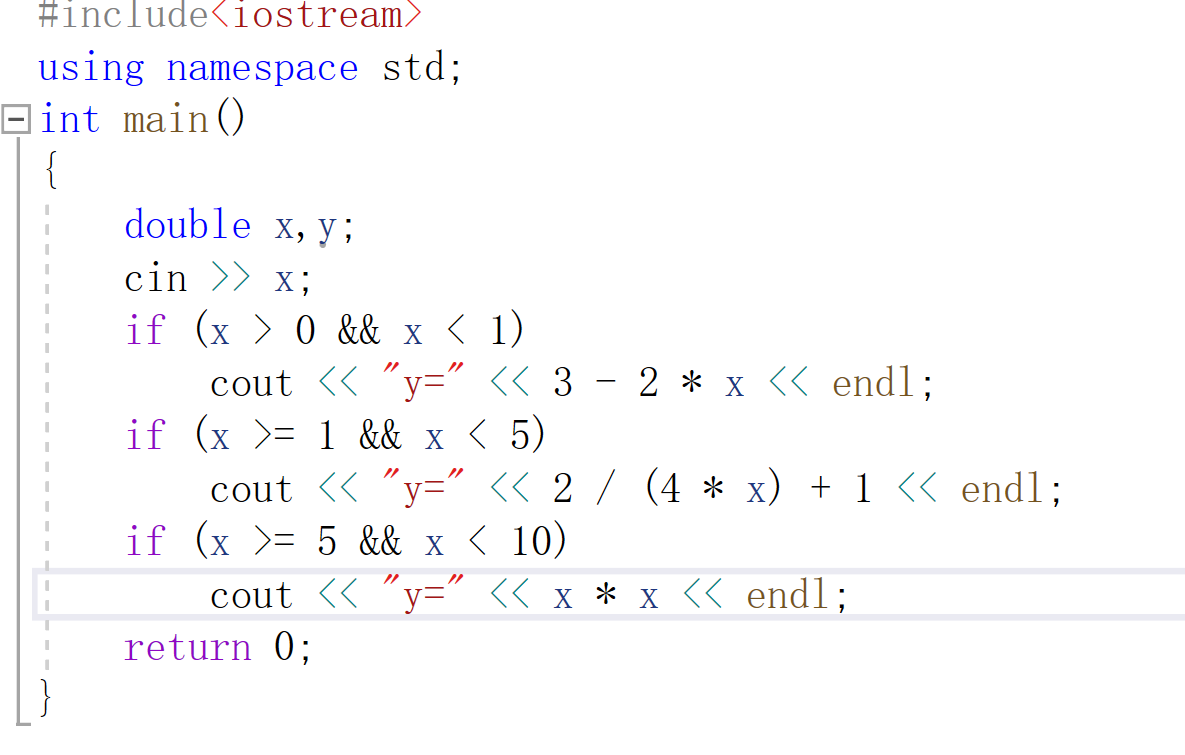 #include<iostream>
using namespace std;
int main()
{
    double x,y;
    cin >> x;
    if (x > 0 && x < 1)
        cout << "y=" << 3 - 2 * x << endl;
    if (x >= 1 && x < 5)
        cout << "y=" << 2 / (4 * x) + 1 << endl;
    if (x >= 5 && x < 10)
        cout << "y=" << x * x << endl;
    return 0;
}